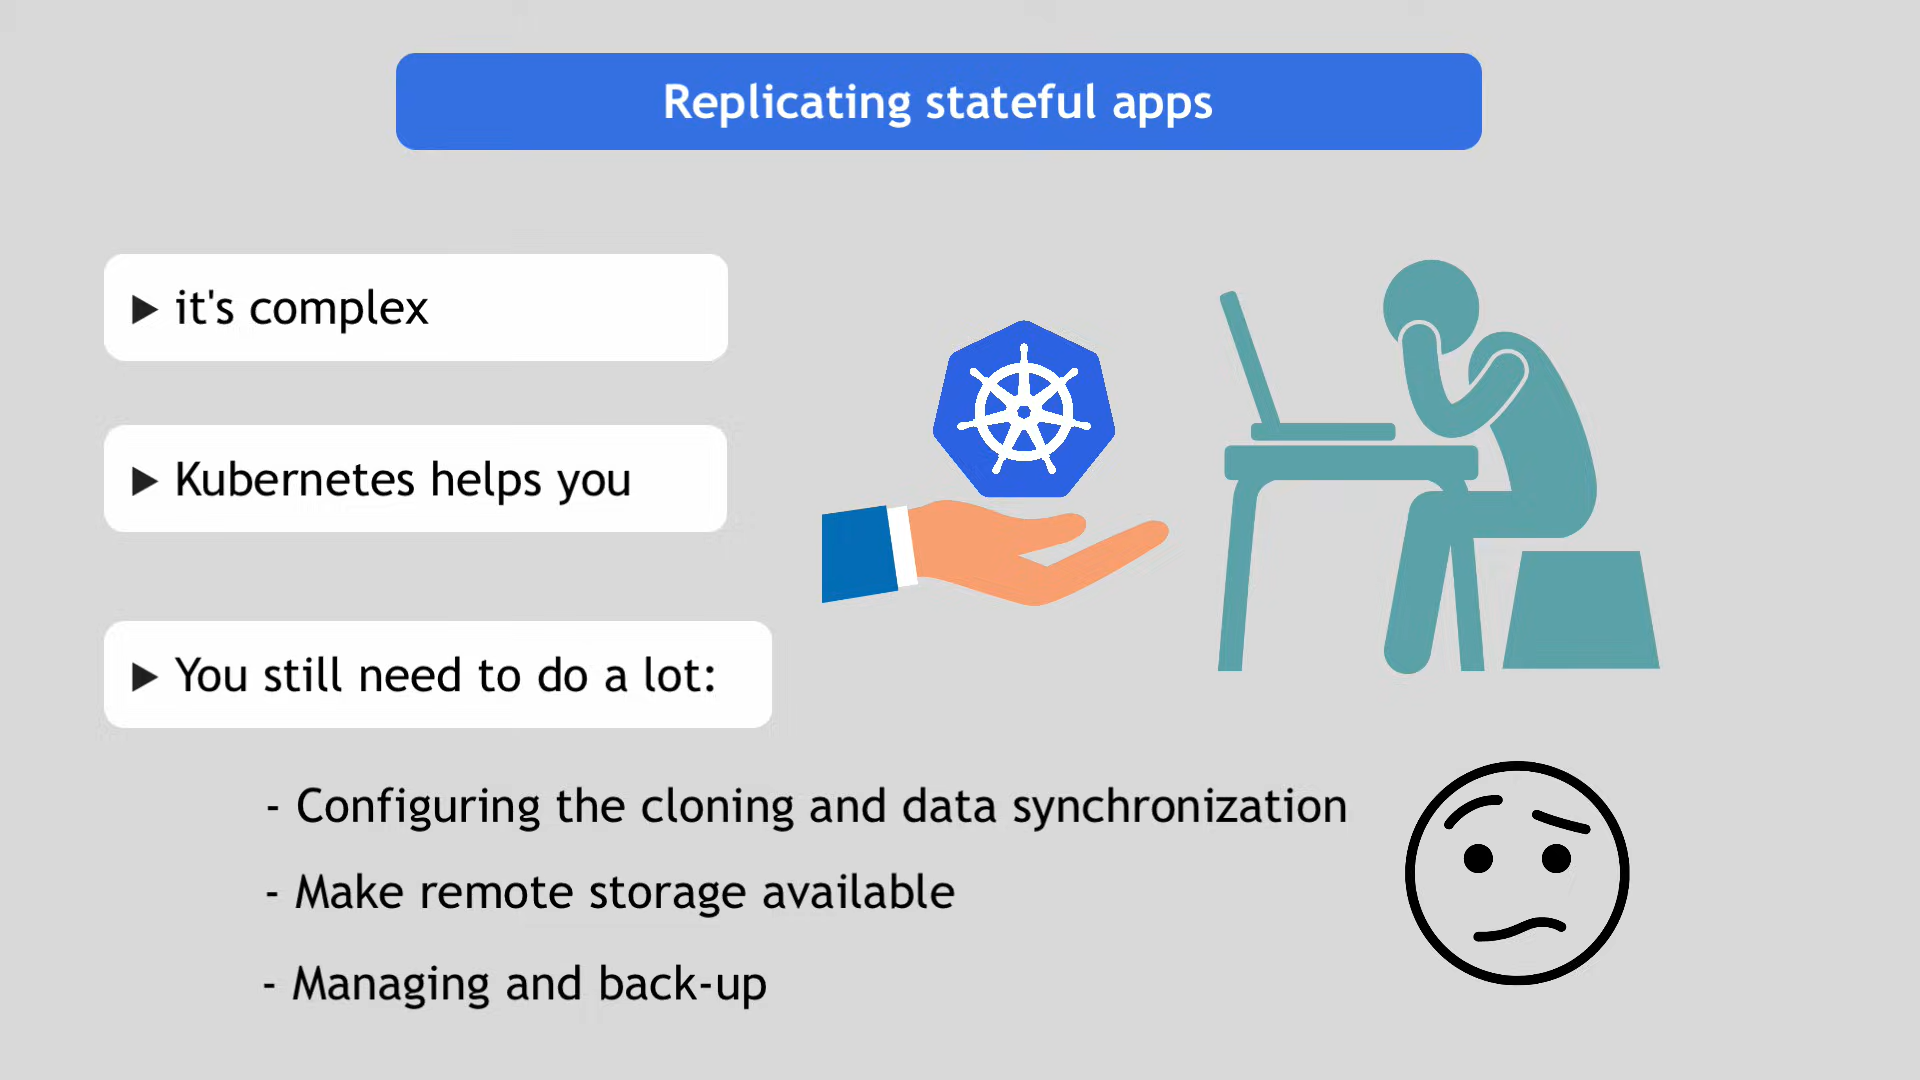 Replicating stateful apps
▶ it's complex
▶ Kubernetes helps you
▶ You still need to do a lot:
- Configuring the cloning and data synchronization
- Make remote storage available
- Managing and back-up